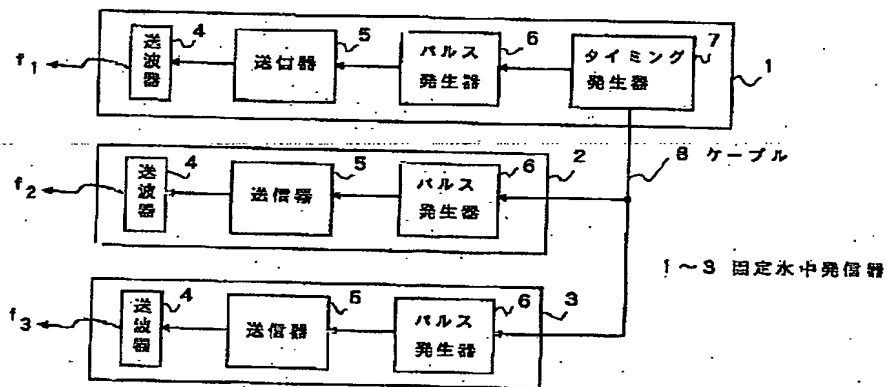 f1
送波器
4
送信器
5
パルス発生器
6
タイミング発生器
7
1
f2
送波器
4
送信器
5
パルス発生器
6
2
8 ケーブル
1~3 固定水中発信器
f3
送波器
4
送信器
5
パルス発生器
6
3